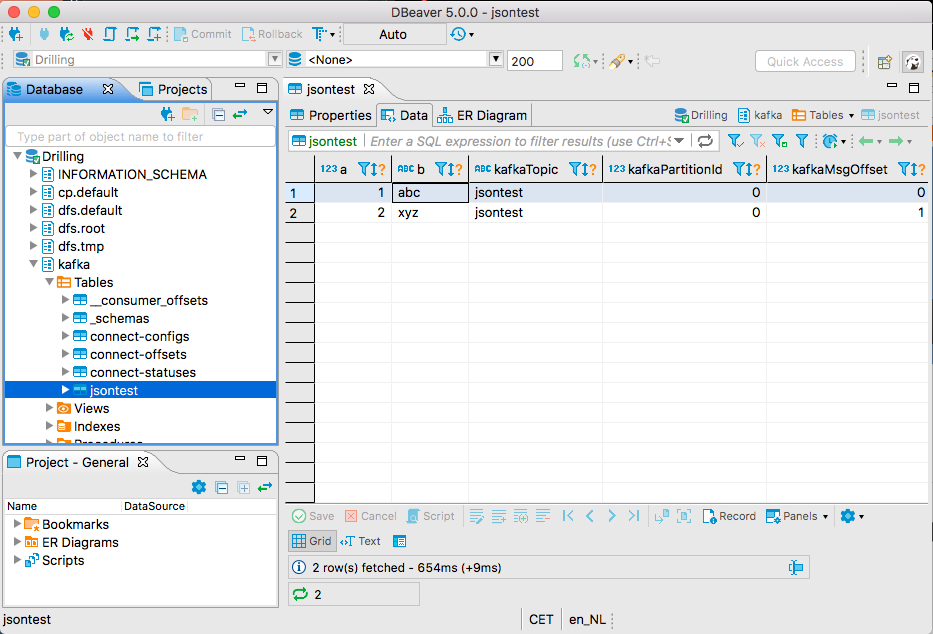 DBeaver 5.0.0 - jsontest
Commit Rollback Auto
Drilling <None> 200 Quick Access
Database Projects
Type part of object name to filter
Drilling
INFORMATION_SCHEMA
cp.default
dfs.default
dfs.root
dfs.tmp
kafka
Tables
__consumer_offsets
_schemas
connect-configs
connect-offsets
connect-statuses
jsontest
Views
Indexes
Procedures
Project - General
Name DataSource
Bookmarks
ER Diagrams
Scripts
jsontest
Properties Data ER Diagram Drilling kafka Tables jsontest
jsontest Enter a SQL expression to filter results (use Ctrl+S
123 a ABC b ABC kafkaTopic 123 kafkaPartitionId 123 kafkaMsgOffset
1 1 abc jsontest 0 0
2 2 xyz jsontest 0 1
Save Cancel Script Record Panels
Grid Text
2 row(s) fetched - 654ms (+9ms)
2
jsontest CET en_NL